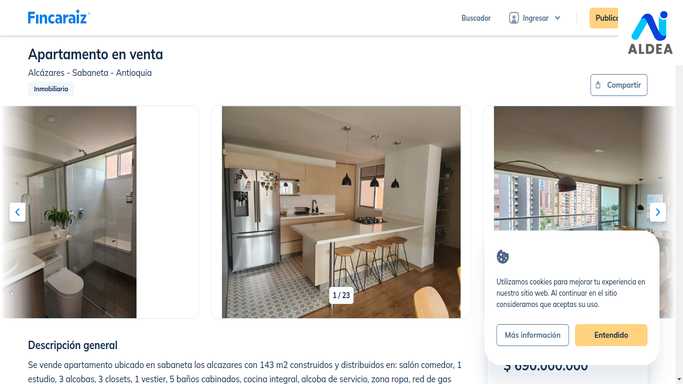 Fincaraiz
Buscador
Ingresar
Publica
ALDEA
Apartamento en venta
Alcázares - Sabaneta - Antioquia
Inmobiliario
Compartir
1 / 23
Utilizamos cookies para mejorar tu experiencia en
nuestro sitio web. Al continuar en el sitio
consideramos que aceptas su uso.
Más información
Entendido
$ 690.000.000
Descripción general
Se vende apartamento ubicado en sabaneta los alcazares con 143 m2 construidos y distribuidos en: salón comedor, 1
estudio, 3 alcobas, 3 closets, 1 vestier, 5 baños cabinados, cocina integral, alcoba de servicio, zona ropa, red de gas